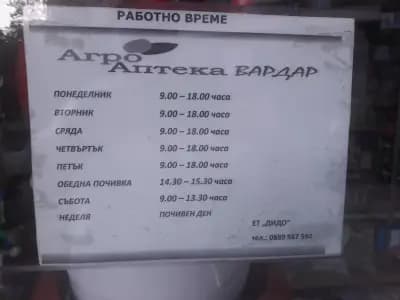 РАБОТНО ВРЕМЕ
Агро
Аптека ВАРДАР
ПОНЕДЕЛНИК 9.00 – 18.00 часа
ВТОРНИК 9.00 – 18.00 часа
СРЯДА 9.00 – 18.00 часа
ЧЕТВЪРТЪК 9.00 – 18.00 часа
ПЕТЪК 9.00 – 18.00 часа
ОБЕДНА ПОЧИВКА 14.30 – 15.30 часа
СЪБОТА 9.00 – 13.30 часа
НЕДЕЛЯ ПОЧИВЕН ДЕН
ЕТ „ДИДО"
тел.: